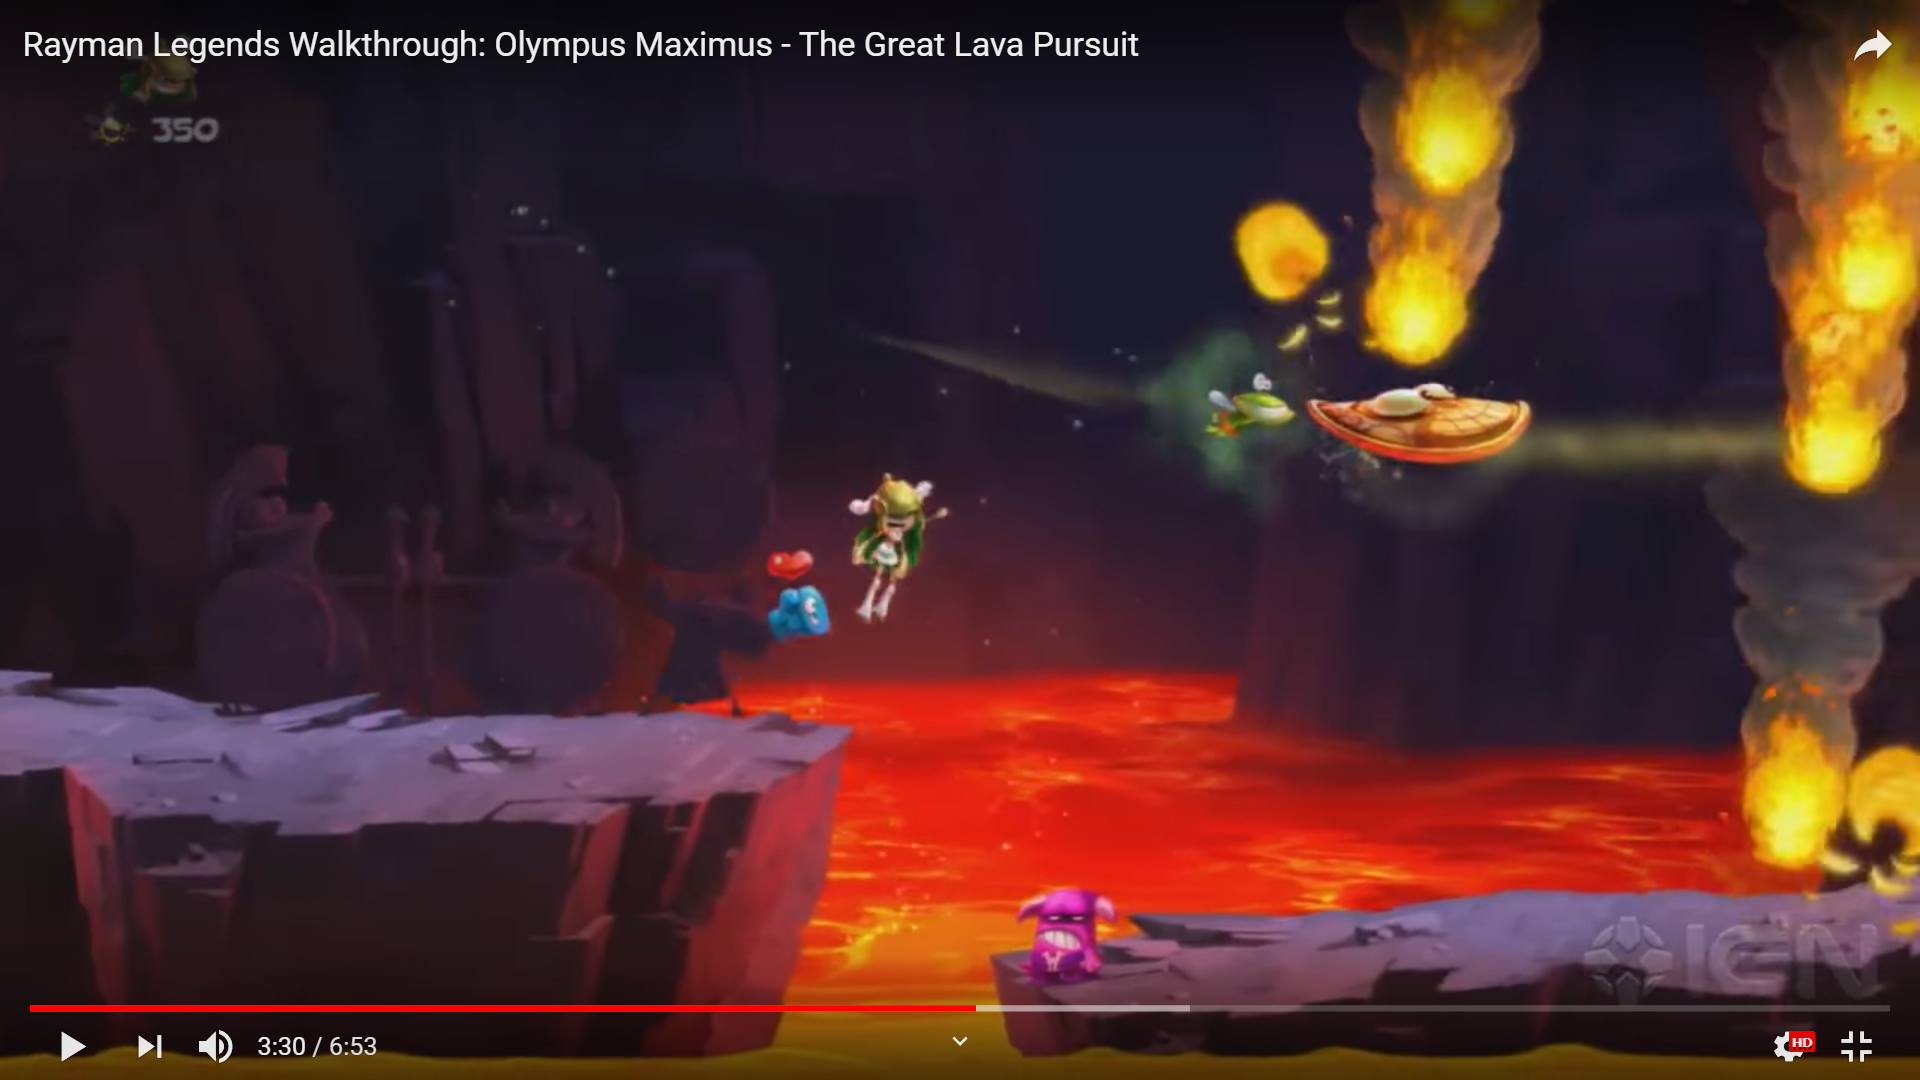 Rayman Legends Walkthrough: Olympus Maximus - The Great Lava Pursuit
350
IGN
3:30 / 6:53
HD